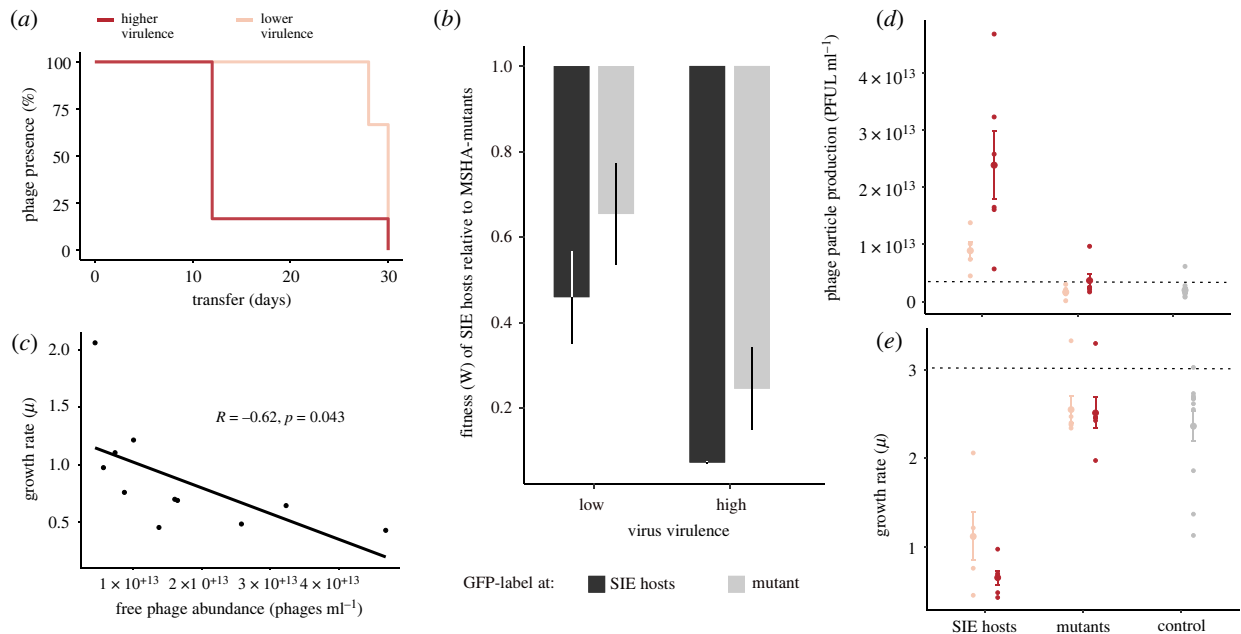 (a)
higher
virulence
lower
virulence
100
75
50
25
0
phage presence (%)
0 10 20 30
transfer (days)
(b)
1.0
0.8
0.6
0.4
0.2
fitness (W) of SIE hosts relative to MSHA-mutants
low high
virus virulence
GFP-label at: SIE hosts mutant
(c)
2.0
1.5
1.0
0.5
growth rate (μ)
R = –0.62, p = 0.043
1 × 10⁺¹³ 2 × 10⁺¹³ 3 × 10⁺¹³ 4 × 10⁺¹³
free phage abundance (phages ml⁻¹)
(d)
4 × 10¹³
3 × 10¹³
2 × 10¹³
1 × 10¹³
0
phage particle production (PFUL ml⁻¹)
(e)
3
2
1
growth rate (μ)
SIE hosts mutants control